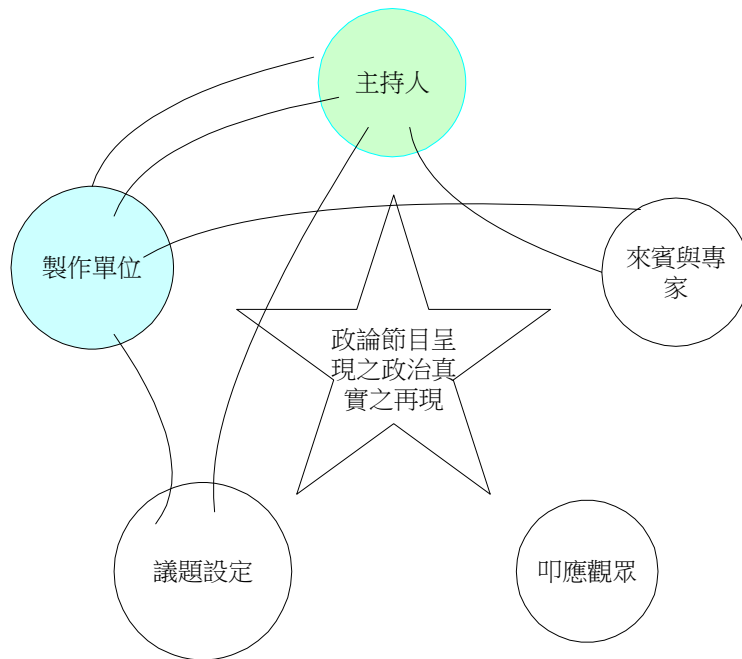 主持人
製作單位
來賓與專
家
政論節目呈
現之政治真
實之再現
議題設定
叩應觀眾